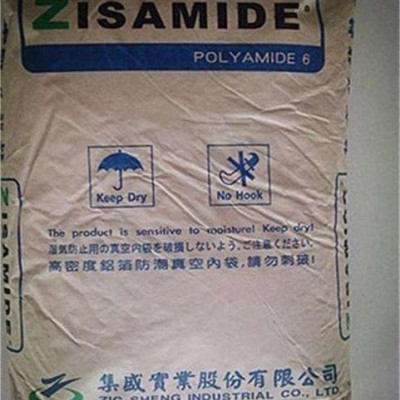 ZISAMIDE®
POLYAMIDE 6
Keep Dry
No Hook
The product is sensitive to moisture! Keep dry!
湿気防止用の真空内袋を破損しないよう、ご注意ください。
高密度鋁箔防潮真空內袋,請勿刺破!
集盛實業股份有限公司
ZIG SHENG INDUSTRIAL CO., LTD
ZISAMIDE